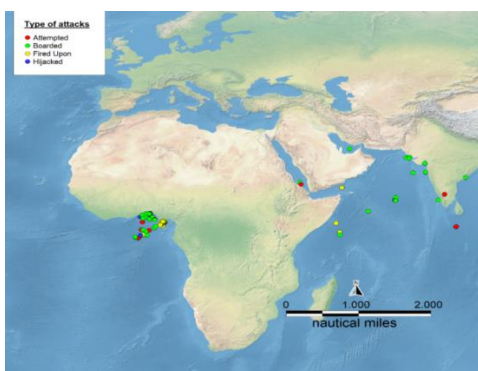 Type of attacks
Attempted
Boarded
Fired Upon
Hijacked
N
0 1.000 2.000
nautical miles